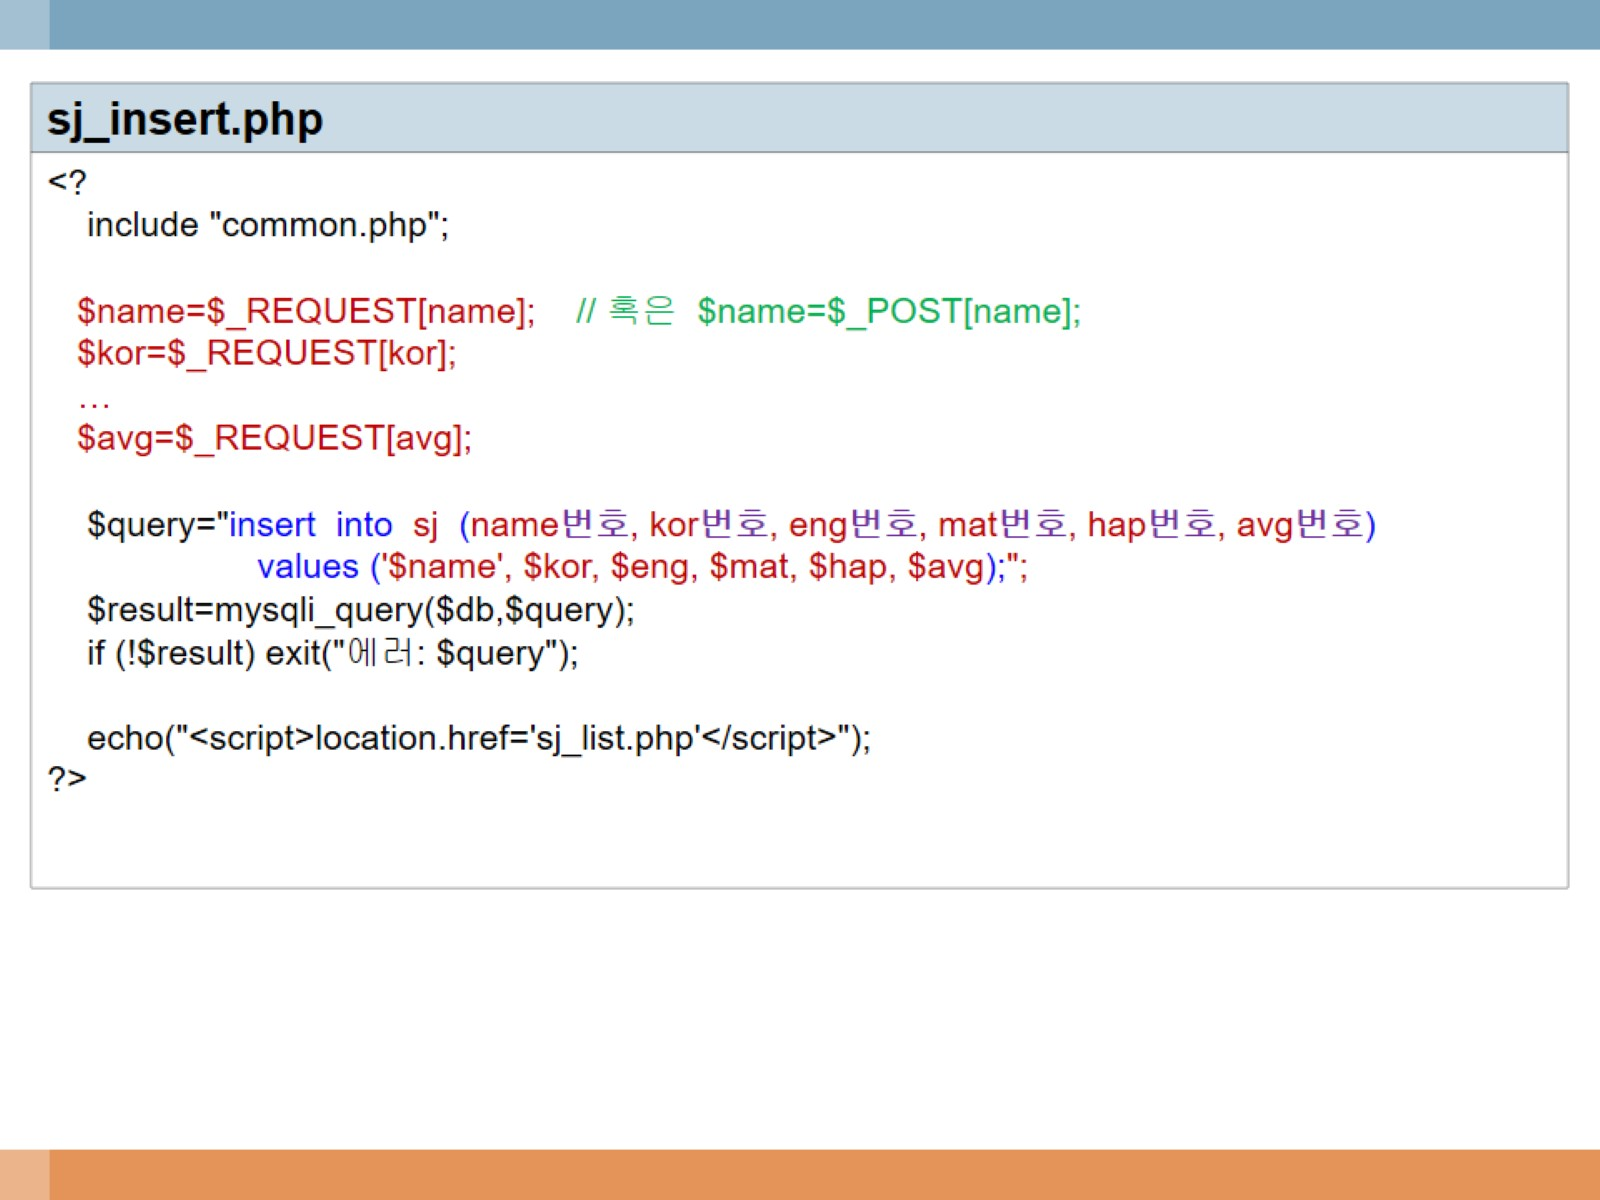 sj_insert.php
<?
include "common.php";
$name=$_REQUEST[name]; // 혹은 $name=$_POST[name];
$kor=$_REQUEST[kor];
…
$avg=$_REQUEST[avg];
$query="insert into sj (name번호, kor번호, eng번호, mat번호, hap번호, avg번호)
values ('$name', $kor, $eng, $mat, $hap, $avg);";
$result=mysqli_query($db,$query);
if (!$result) exit("에러: $query");
echo("<script>location.href='sj_list.php'</script>");
?>